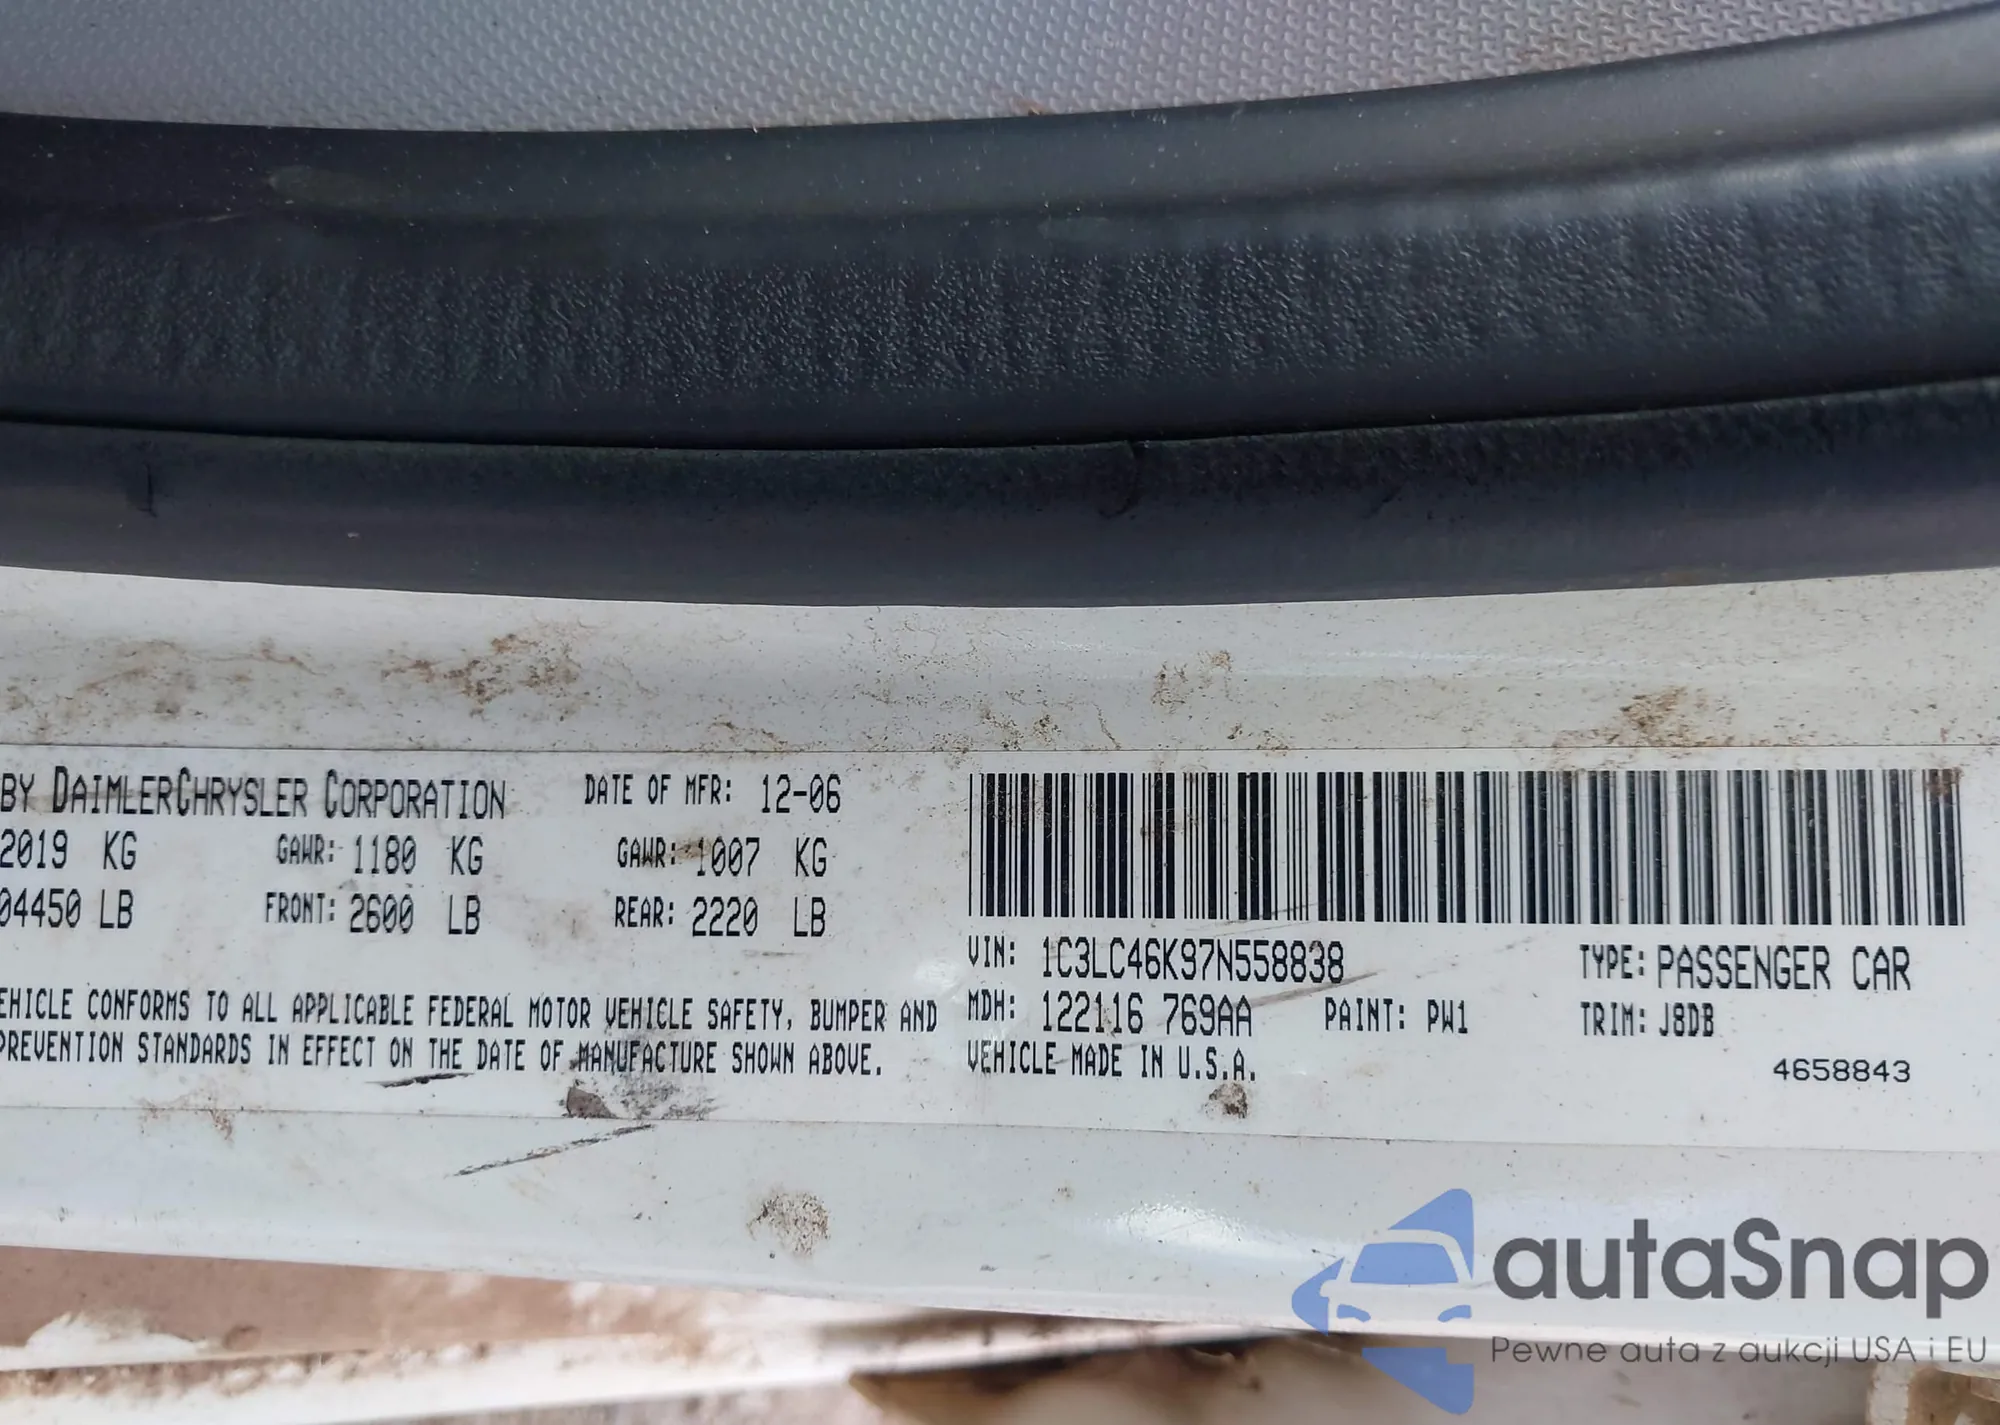 BY DAIMLERCHRYSLER CORPORATION DATE OF MFR: 12-06
2019 KG GAWR: 1180 KG GAWR: 1007 KG
04450 LB FRONT: 2600 LB REAR: 2220 LB
VIN: 1C3LC46K97N558838 TYPE: PASSENGER CAR
EHICLE CONFORMS TO ALL APPLICABLE FEDERAL MOTOR VEHICLE SAFETY, BUMPER AND
MDH: 122116 769AA PAINT: PW1 TRIM: J8DB
PREVENTION STANDARDS IN EFFECT ON THE DATE OF MANUFACTURE SHOWN ABOVE.
VEHICLE MADE IN U.S.A.
4658843
autaSnap
Pewne auta z aukcji USA i EU